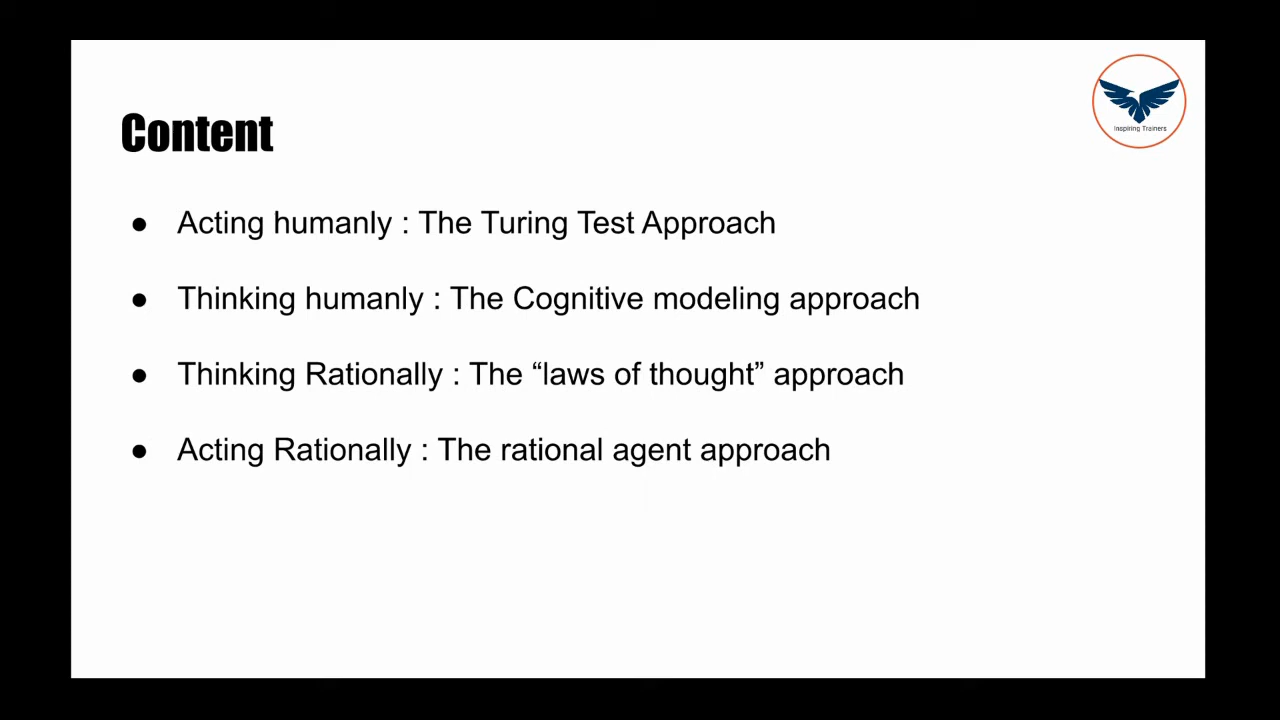 Inspiring Trainers
Content
● Acting humanly : The Turing Test Approach
● Thinking humanly : The Cognitive modeling approach
● Thinking Rationally : The “laws of thought” approach
● Acting Rationally : The rational agent approach